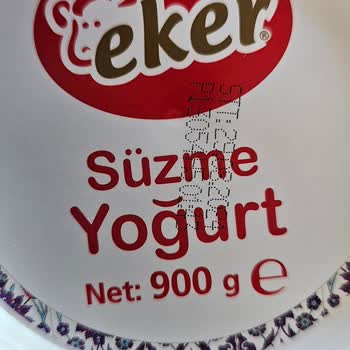 eker
Süzme
Yoğurt
Net: 900 g e